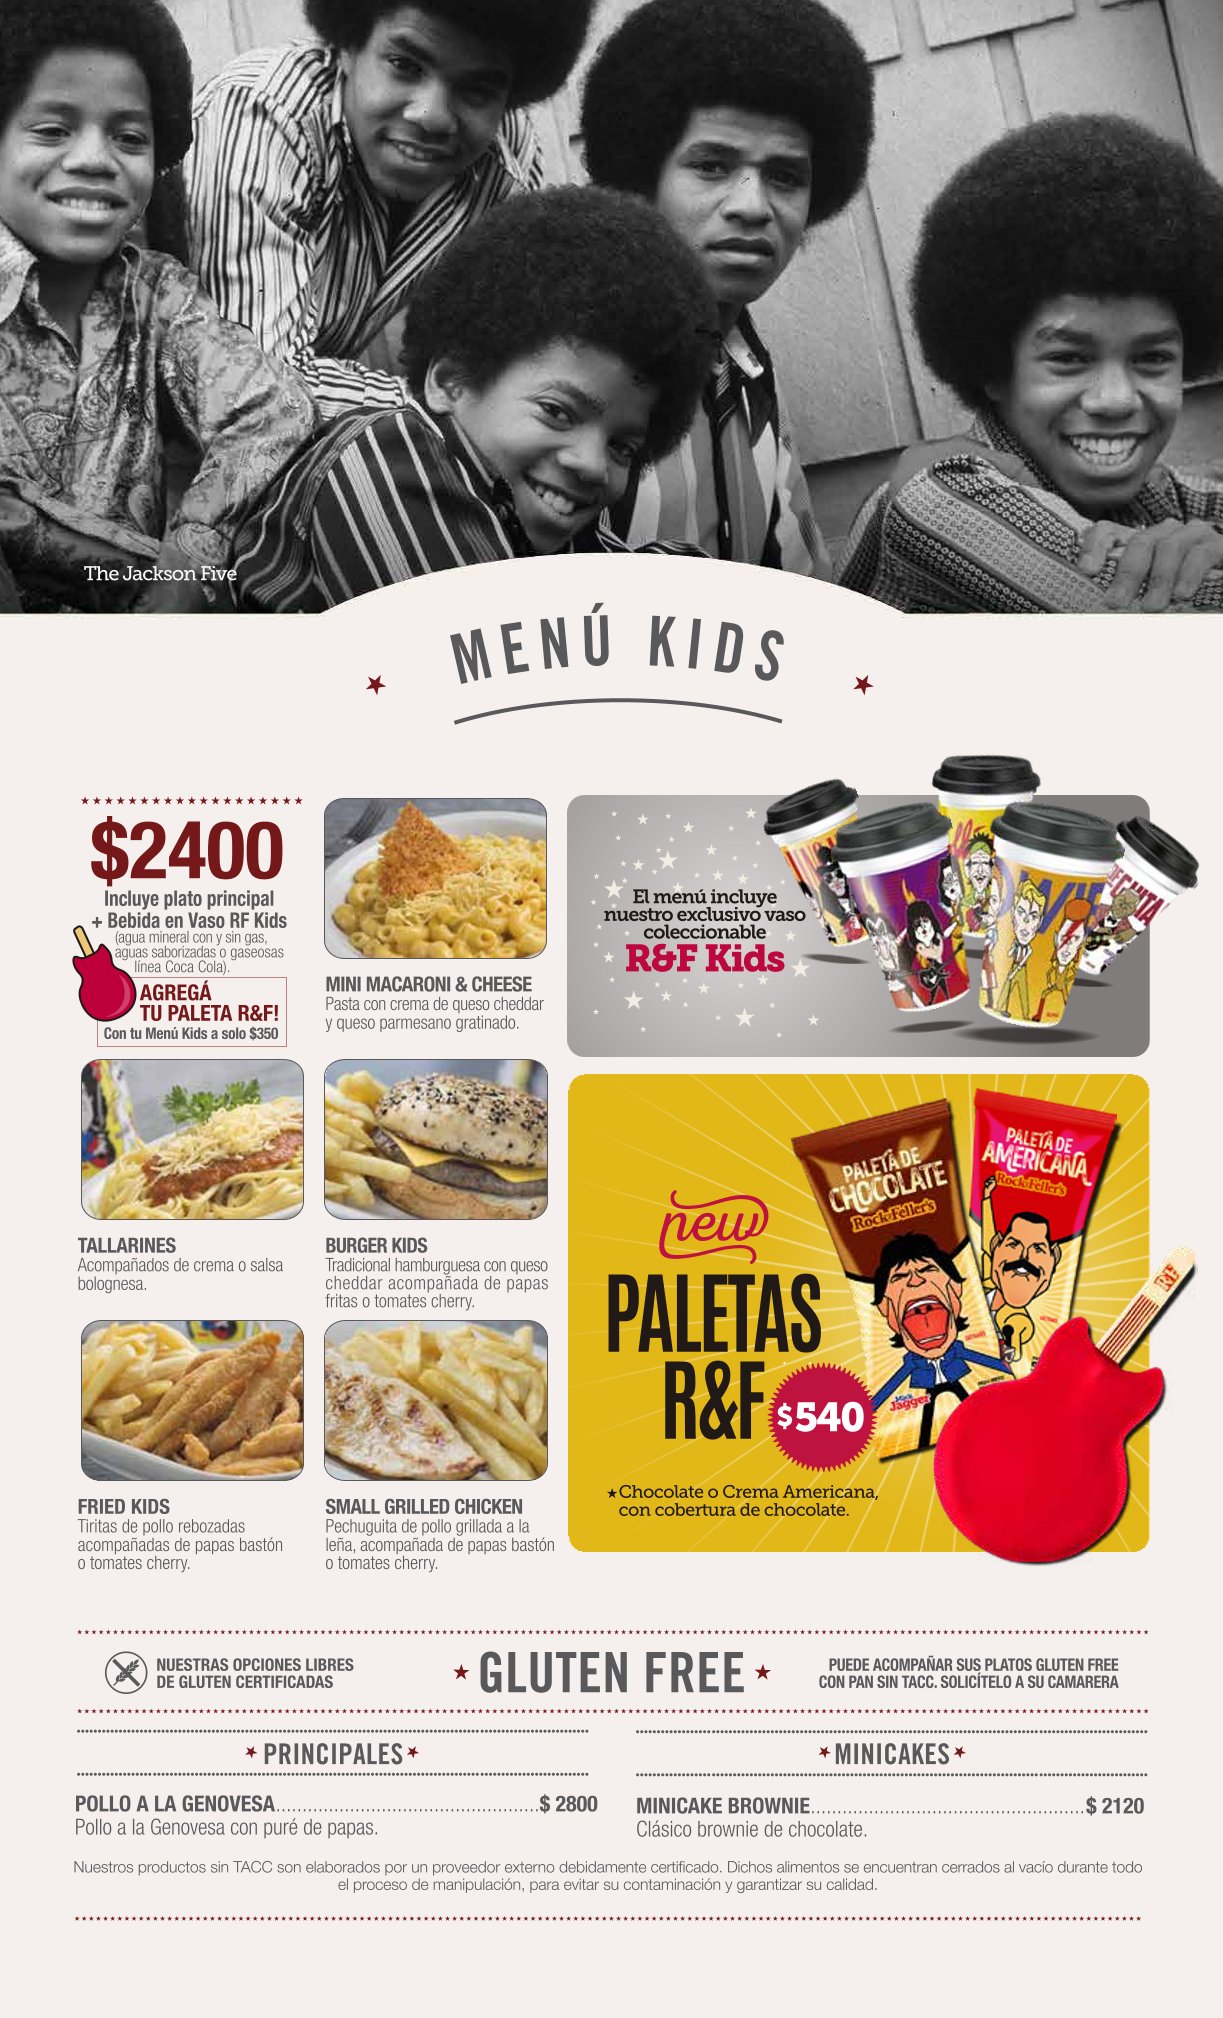 The Jackson Five
MENÚ KIDS
$2400
Incluye plato principal
+ Bebida en Vaso RF Kids
(agua mineral con y sin gas,
aguas saborizadas o gaseosas
línea Coca Cola).
AGREGÁ
TU PALETA R&F!
Con tu Menú Kids a solo $350
MINI MACARONI & CHEESE
Pasta con crema de queso cheddar
y queso parmesano gratinado.
El menú incluye
nuestro exclusivo vaso
coleccionable
R&F Kids
TALLARINES
Acompañados de crema o salsa
bolognesa.
BURGER KIDS
Tradicional hamburguesa con queso
cheddar acompañada de papas
fritas o tomates cherry.
FRIED KIDS
Tiritas de pollo rebozadas
acompañadas de papas bastón
o tomates cherry.
SMALL GRILLED CHICKEN
Pechuguita de pollo grillada a la
leña, acompañada de papas bastón
o tomates cherry.
new
PALETAS
R&F
$540
Chocolate o Crema Americana,
con cobertura de chocolate.
PALETA DE
CHOCOLATE
Rock&Feller's
Mick
Jagger
PALETA DE
AMERICANA
Rock&Feller's
RF
NUESTRAS OPCIONES LIBRES
DE GLUTEN CERTIFICADAS
GLUTEN FREE
PUEDE ACOMPAÑAR SUS PLATOS GLUTEN FREE
CON PAN SIN TACC. SOLICÍTELO A SU CAMARERA
PRINCIPALES
POLLO A LA GENOVESA.................................................$ 2800
Pollo a la Genovesa con puré de papas.
MINICAKES
MINICAKE BROWNIE...................................................$ 2120
Clásico brownie de chocolate.
Nuestros productos sin TACC son elaborados por un proveedor externo debidamente certificado. Dichos alimentos se encuentran cerrados al vacío durante todo
el proceso de manipulación, para evitar su contaminación y garantizar su calidad.